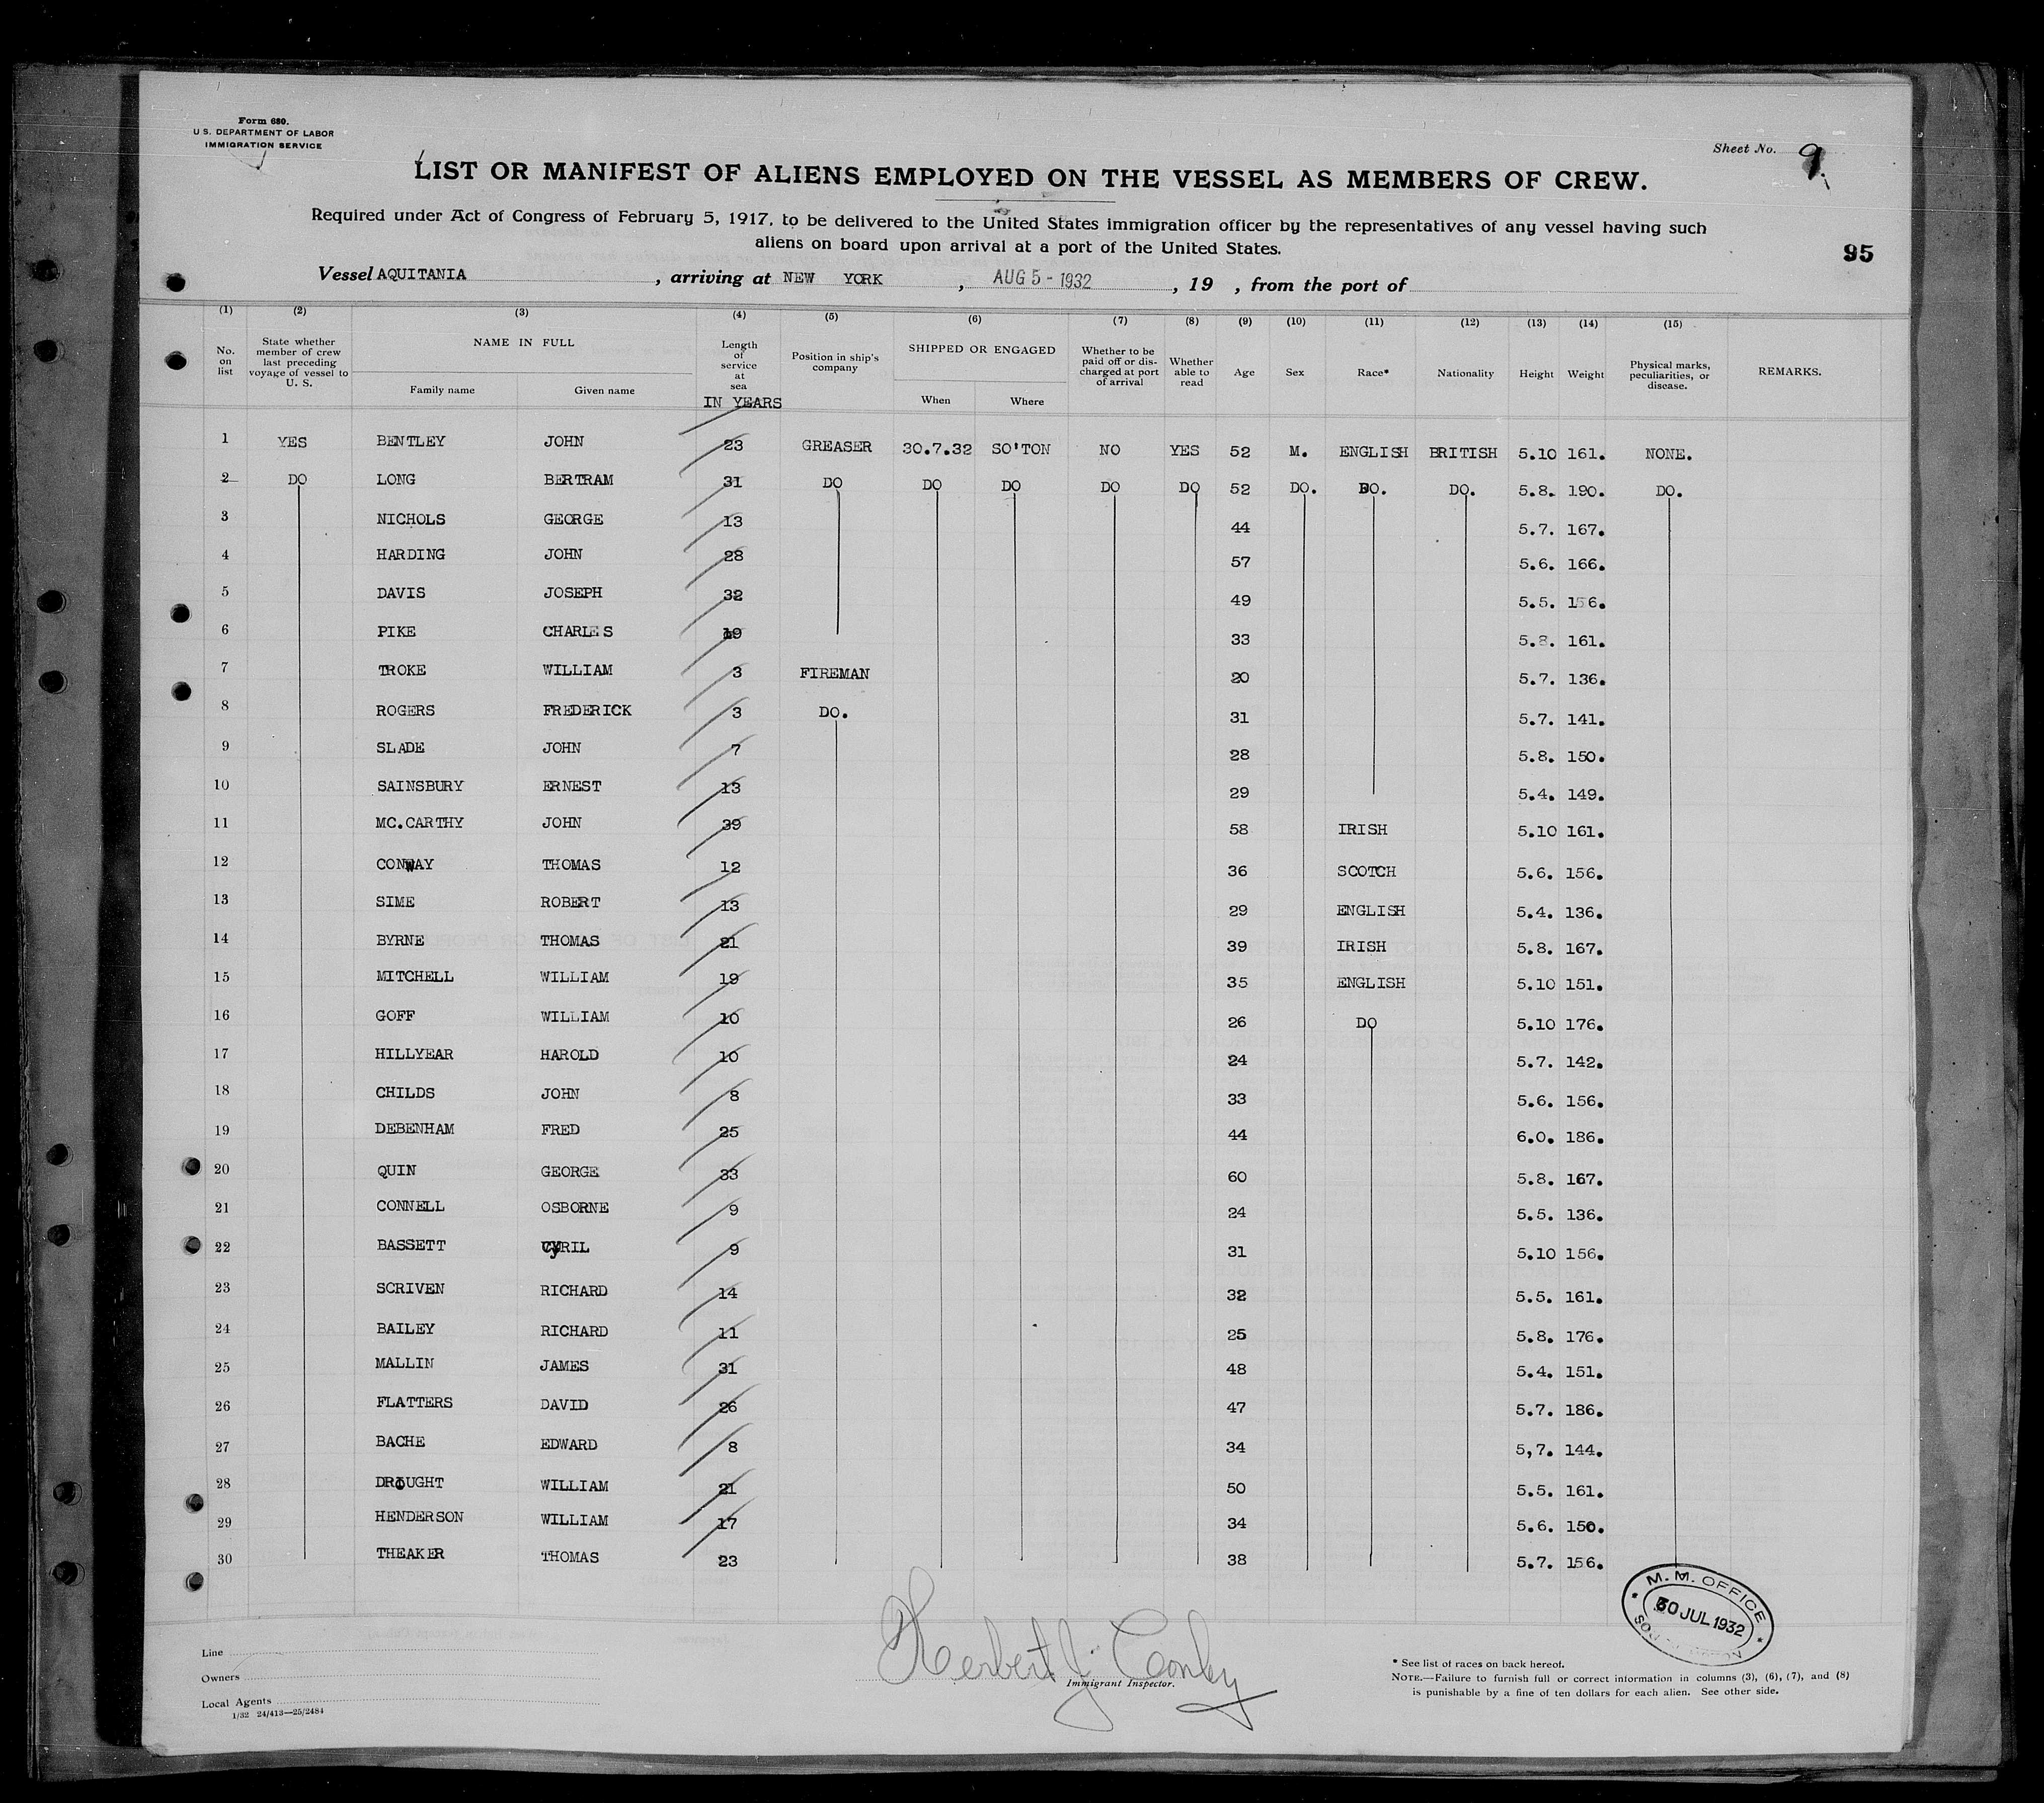 Form 680.
U S. DEPARTMENT OF LABOR
IMMIGRATION SERVICE
Sheet No. 9.
LIST OR MANIFEST OF ALIENS EMPLOYED ON THE VESSEL AS MEMBERS OF CREW.
Required under Act of Congress of February 5, 1917, to be delivered to the United States immigration officer by the representatives of any vessel having such
aliens on board upon arrival at a port of the United States.
95
Vessel AQUITANIA , arriving at NEW YORK , AUG 5 - 1932 , 19 , from the port of
(1) (2) (3) (4) (5) (6) (7) (8) (9) (10) (11) (12) (13) (14) (15)
No. on list State whether member of crew last preceding voyage of vessel to U. S. NAME IN FULL Family name Given name Length of service at sea IN YEARS Position in ship's company SHIPPED OR ENGAGED When Where Whether to be paid off or discharged at port of arrival Whether able to read Age Sex Race* Nationality Height Weight Physical marks, peculiarities, or disease. REMARKS.
1 YES BENTLEY JOHN 23 GREASER 30.7.32 SO'TON NO YES 52 M. ENGLISH BRITISH 5.10 161. NONE.
2 DO LONG BERTRAM 31 DO DO DO DO DO 52 DO. DO. DO. 5.8. 190. DO.
3 NICHOLS GEORGE 13 44 5.7. 167.
4 HARDING JOHN 28 57 5.6. 166.
5 DAVIS JOSEPH 32 49 5.5. 156.
6 PIKE CHARLES 19 33 5.8. 161.
7 TROKE WILLIAM 3 FIREMAN 20 5.7. 136.
8 ROGERS FREDERICK 3 DO. 31 5.7. 141.
9 SLADE JOHN 7 28 5.8. 150.
10 SAINSBURY ERNEST 13 29 5.4. 149.
11 MC.CARTHY JOHN 39 58 IRISH 5.10 161.
12 CONWAY THOMAS 12 36 SCOTCH 5.6. 156.
13 SIME ROBERT 13 29 ENGLISH 5.4. 136.
14 BYRNE THOMAS 21 39 IRISH 5.8. 167.
15 MITCHELL WILLIAM 19 35 ENGLISH 5.10 151.
16 GOFF WILLIAM 10 26 DO 5.10 176.
17 HILLYEAR HAROLD 10 24 5.7. 142.
18 CHILDS JOHN 8 33 5.6. 156.
19 DEBENHAM FRED 25 44 6.0. 186.
20 QUIN GEORGE 33 60 5.8. 167.
21 CONNELL OSBORNE 9 24 5.5. 136.
22 BASSETT CYRIL 9 31 5.10 156.
23 SCRIVEN RICHARD 14 32 5.5. 161.
24 BAILEY RICHARD 11 25 5.8. 176.
25 MALLIN JAMES 31 48 5.4. 151.
26 FLATTERS DAVID 26 47 5.7. 186.
27 BACHE EDWARD 8 34 5,7. 144.
28 DROUGHT WILLIAM 21 50 5.5. 161.
29 HENDERSON WILLIAM 17 34 5.6. 150.
30 THEAKER THOMAS 23 38 5.7. 156.
M. M. OFFICE
30 JUL 1932
Line
Owners
Local Agents
1/32 24/413—25/2484
Herbert J. Conley
Immigrant Inspector.
* See list of races on back hereof.
NOTE.—Failure to furnish full or correct information in columns (3), (6), (7), and (8)
is punishable by a fine of ten dollars for each alien. See other side.